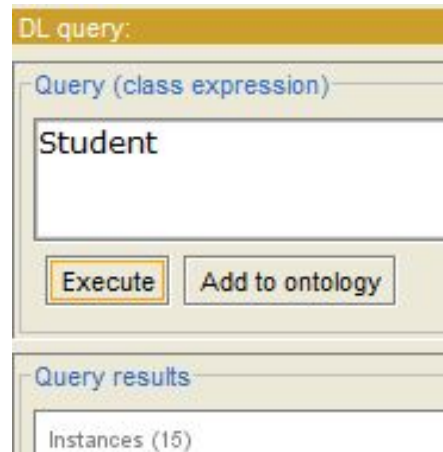 DL query:
Query (class expression)
Student
Execute Add to ontology
Query results
Instances (15)